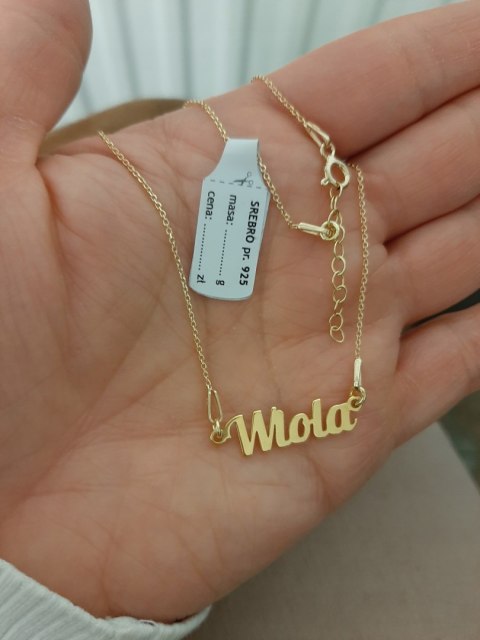 SREBRO pr. 925
masa: ............ g
cena: ............ zł
Wiola